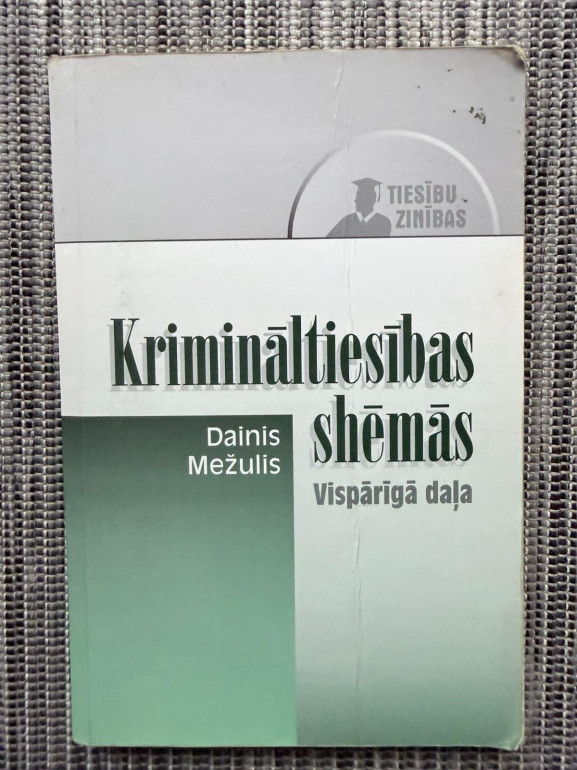 TIESĪBU
ZINĪBAS
Krimināltiesības
shēmās
Dainis
Mežulis
Vispārīgā daļa